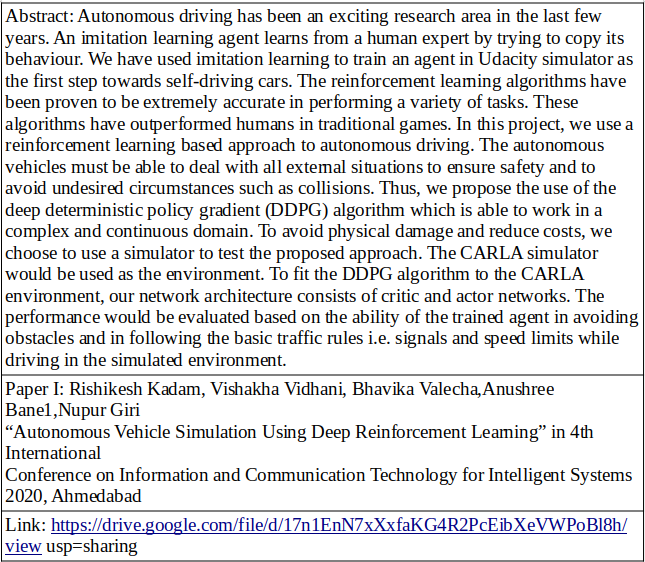 Abstract: Autonomous driving has been an exciting research area in the last few
years. An imitation learning agent learns from a human expert by trying to copy its
behaviour. We have used imitation learning to train an agent in Udacity simulator as
the first step towards self-driving cars. The reinforcement learning algorithms have
been proven to be extremely accurate in performing a variety of tasks. These
algorithms have outperformed humans in traditional games. In this project, we use a
reinforcement learning based approach to autonomous driving. The autonomous
vehicles must be able to deal with all external situations to ensure safety and to
avoid undesired circumstances such as collisions. Thus, we propose the use of the
deep deterministic policy gradient (DDPG) algorithm which is able to work in a
complex and continuous domain. To avoid physical damage and reduce costs, we
choose to use a simulator to test the proposed approach. The CARLA simulator
would be used as the environment. To fit the DDPG algorithm to the CARLA
environment, our network architecture consists of critic and actor networks. The
performance would be evaluated based on the ability of the trained agent in avoiding
obstacles and in following the basic traffic rules i.e. signals and speed limits while
driving in the simulated environment.
Paper I: Rishikesh Kadam, Vishakha Vidhani, Bhavika Valecha,Anushree
Bane1,Nupur Giri
“Autonomous Vehicle Simulation Using Deep Reinforcement Learning” in 4th
International
Conference on Information and Communication Technology for Intelligent Systems
2020, Ahmedabad
Link: https://drive.google.com/file/d/17n1EnN7xXxfaKG4R2PcEibXeVWPoBl8h/
view usp=sharing